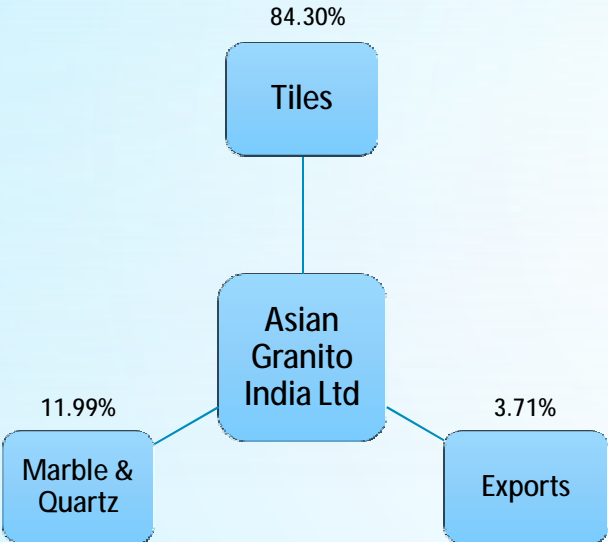 84.30%
Tiles
Asian
Granito
India Ltd
11.99%
Marble &
Quartz
3.71%
Exports